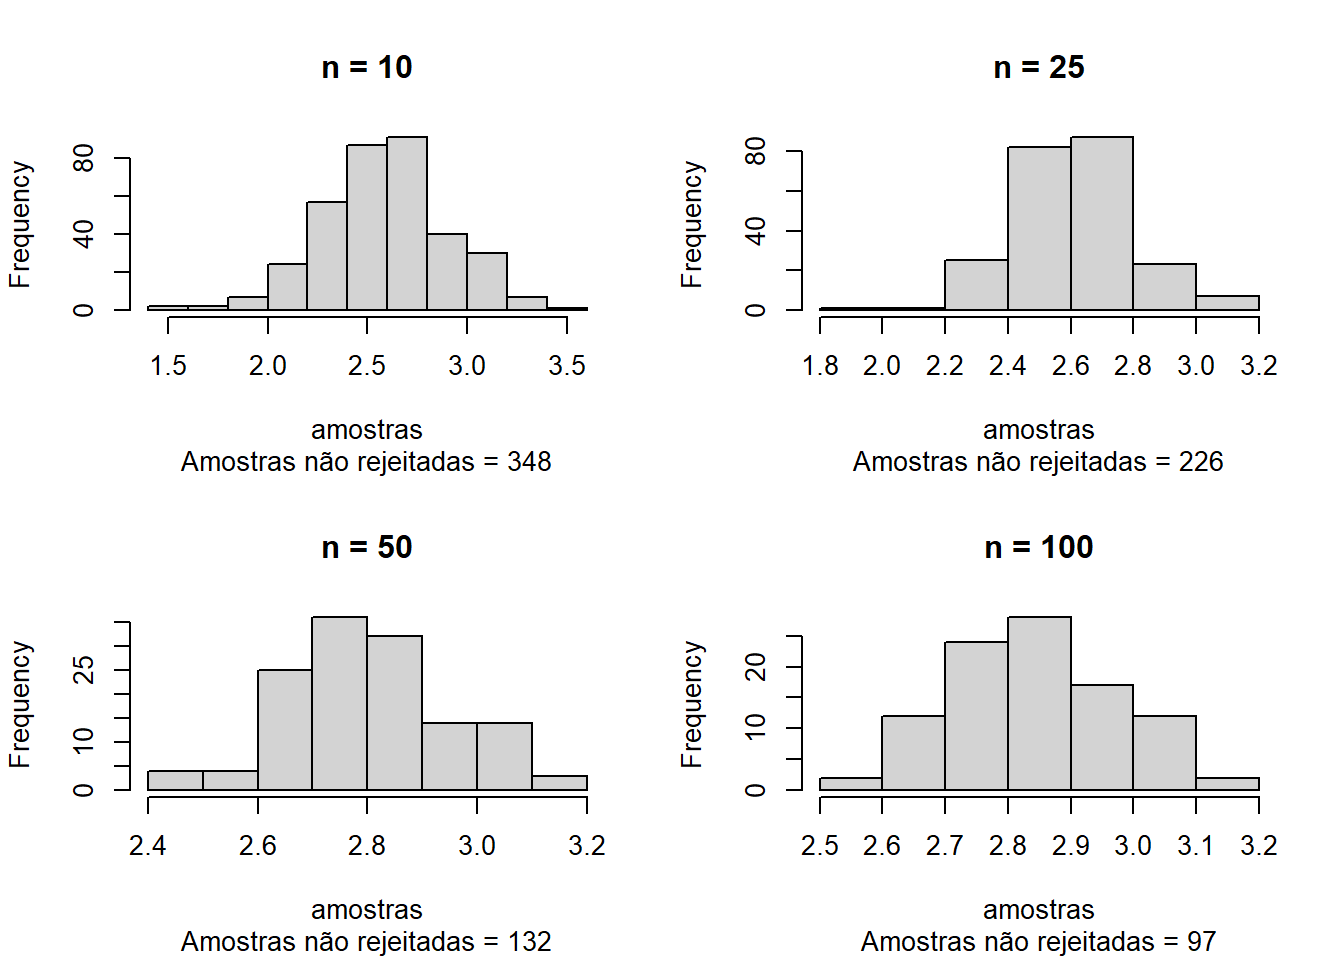 n = 10
Frequency
0 40 80
1.5 2.0 2.5 3.0 3.5
amostras
Amostras não rejeitadas = 348
n = 25
Frequency
0 40 80
1.8 2.0 2.2 2.4 2.6 2.8 3.0 3.2
amostras
Amostras não rejeitadas = 226
n = 50
Frequency
0 10 25
2.4 2.6 2.8 3.0 3.2
amostras
Amostras não rejeitadas = 132
n = 100
Frequency
0 10 20
2.5 2.6 2.7 2.8 2.9 3.0 3.1 3.2
amostras
Amostras não rejeitadas = 97